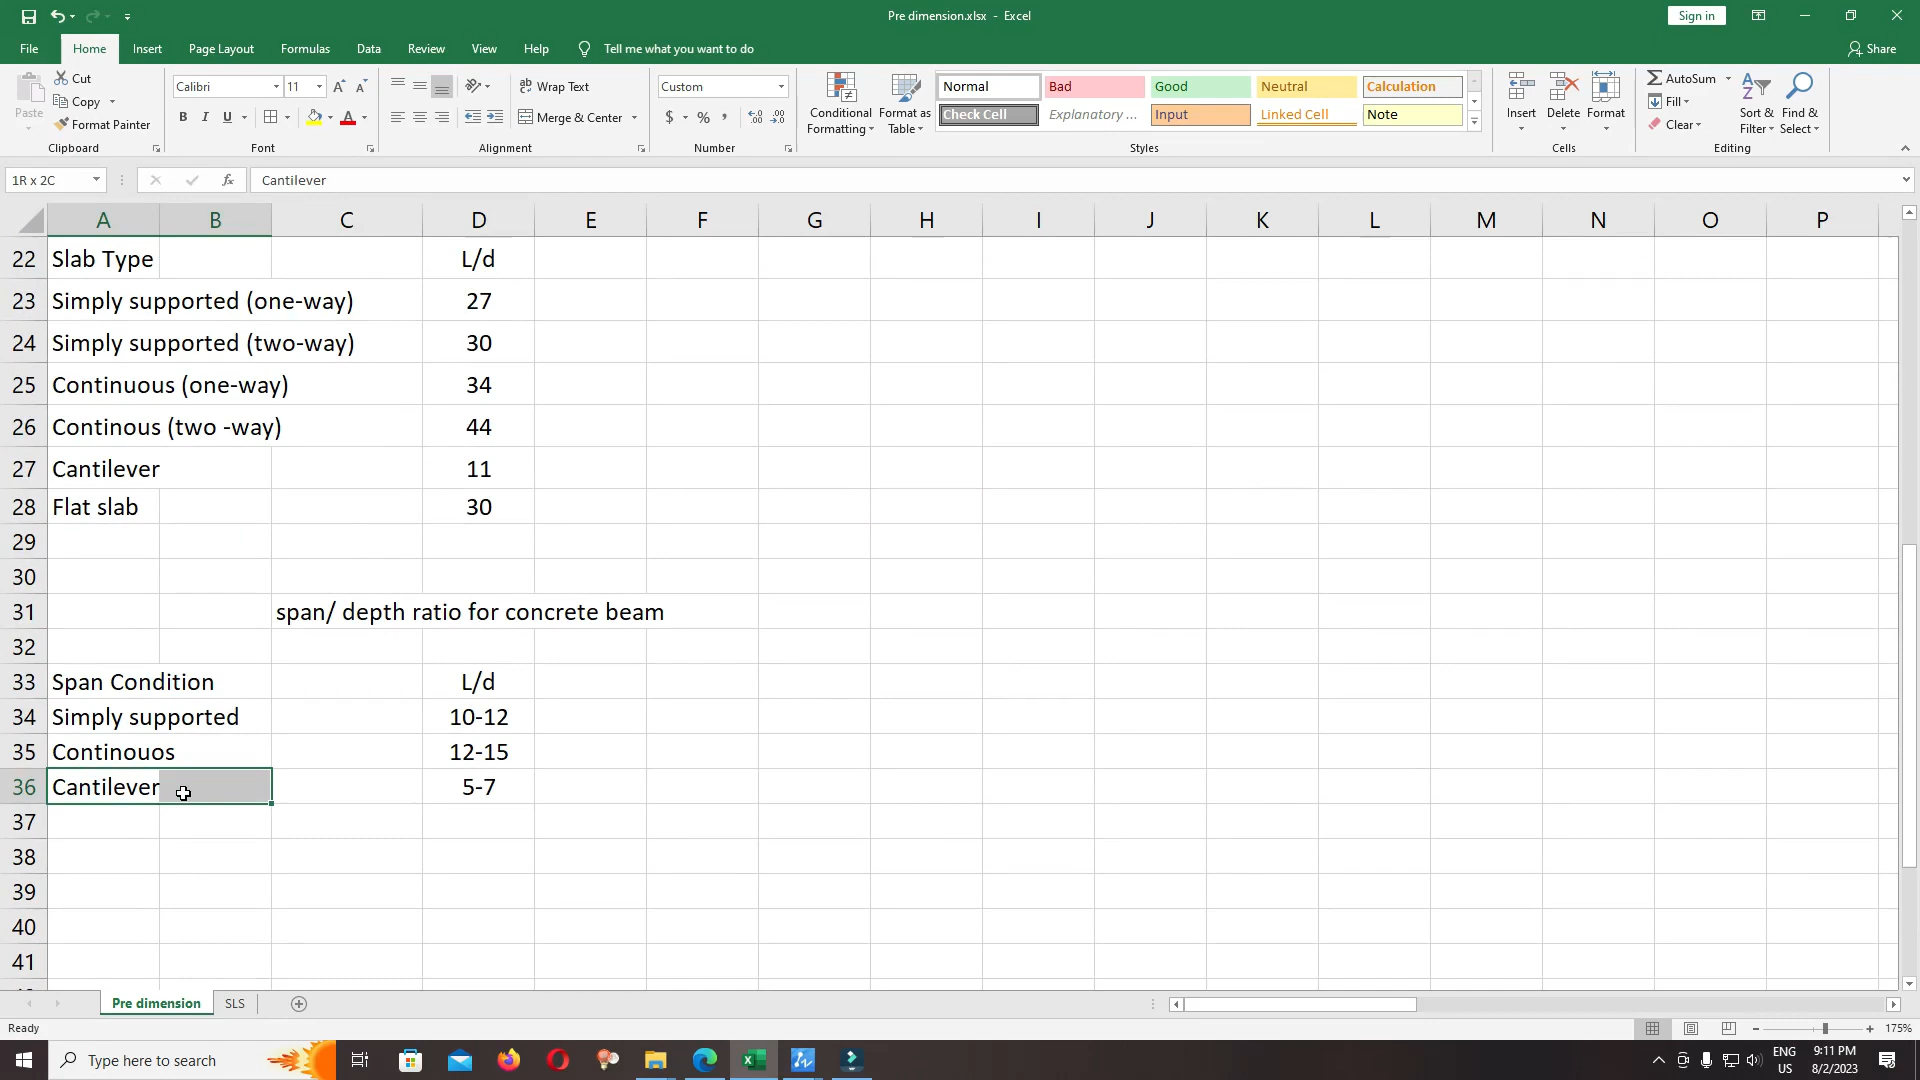 Pre dimension.xlsx - Excel
Sign in
File Home Insert Page Layout Formulas Data Review View Help Tell me what you want to do Share
Paste
Cut
Copy
Format Painter
Clipboard
Calibri 11
B I U
Font
Wrap Text
Merge & Center
Alignment
Custom
$ % ,
Number
Conditional Formatting
Format as Table
Normal Bad Good Neutral Calculation
Check Cell Explanatory ... Input Linked Cell Note
Styles
Insert Delete Format
Cells
AutoSum
Fill
Clear
Sort & Filter
Find & Select
Editing
1R x 2C fx Cantilever
A B C D E F G H I J K L M N O P
22 Slab Type L/d
23 Simply supported (one-way) 27
24 Simply supported (two-way) 30
25 Continuous (one-way) 34
26 Continous (two -way) 44
27 Cantilever 11
28 Flat slab 30
29
30
31 span/ depth ratio for concrete beam
32
33 Span Condition L/d
34 Simply supported 10-12
35 Continouos 12-15
36 Cantilever 5-7
37
38
39
40
41
Pre dimension SLS
Ready
175%
Type here to search
ENG
US
9:11 PM
8/2/2023